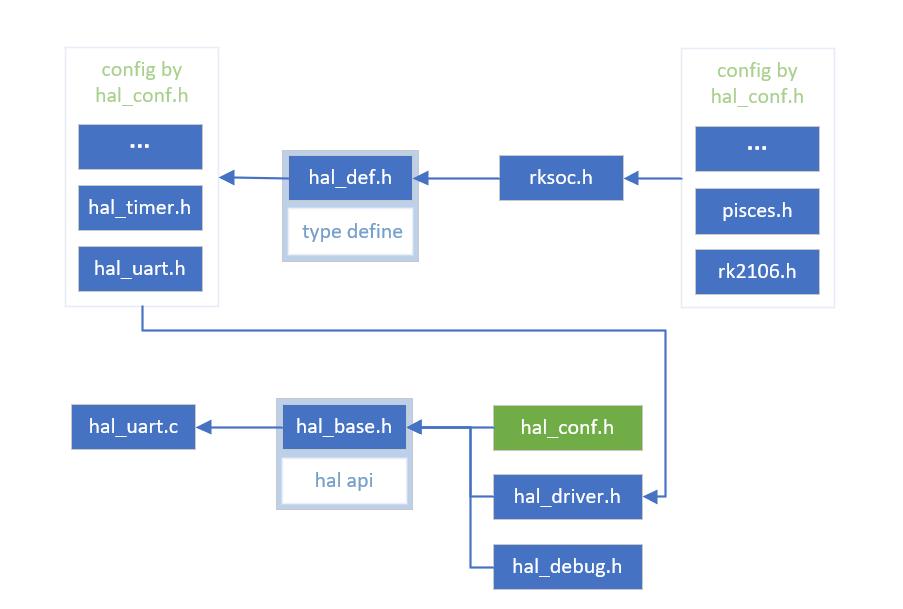 config by
hal_conf.h
...
hal_timer.h
hal_uart.h
hal_def.h
type define
rksoc.h
config by
hal_conf.h
...
pisces.h
rk2106.h
hal_uart.c
hal_base.h
hal api
hal_conf.h
hal_driver.h
hal_debug.h